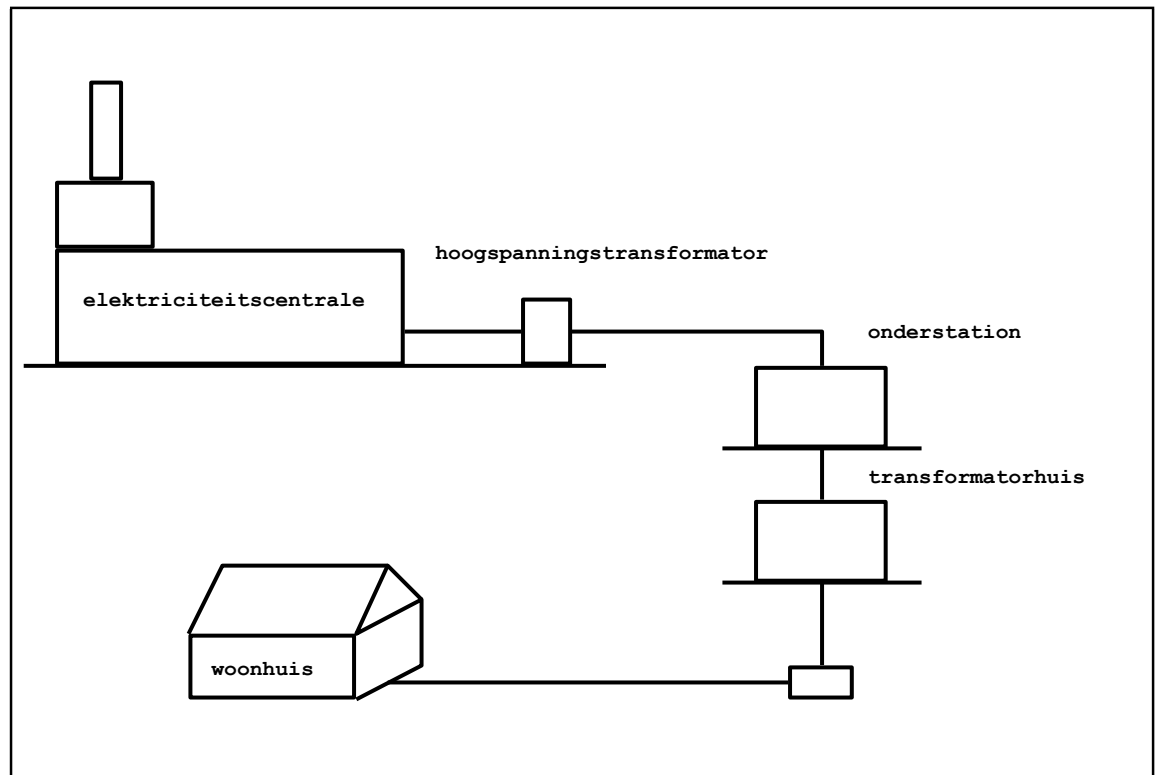 hoogspanningstransformator
elektriciteitscentrale
onderstation
transformatorhuis
woonhuis